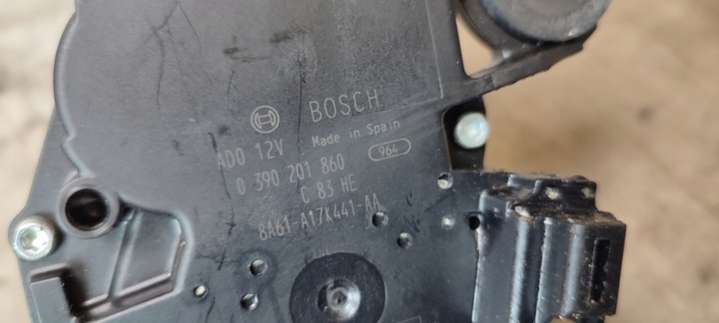 BOSCH
ADO 12V Made in Spain
0 390 201 860 964
C 83 HE
8A61-A17K441-AA